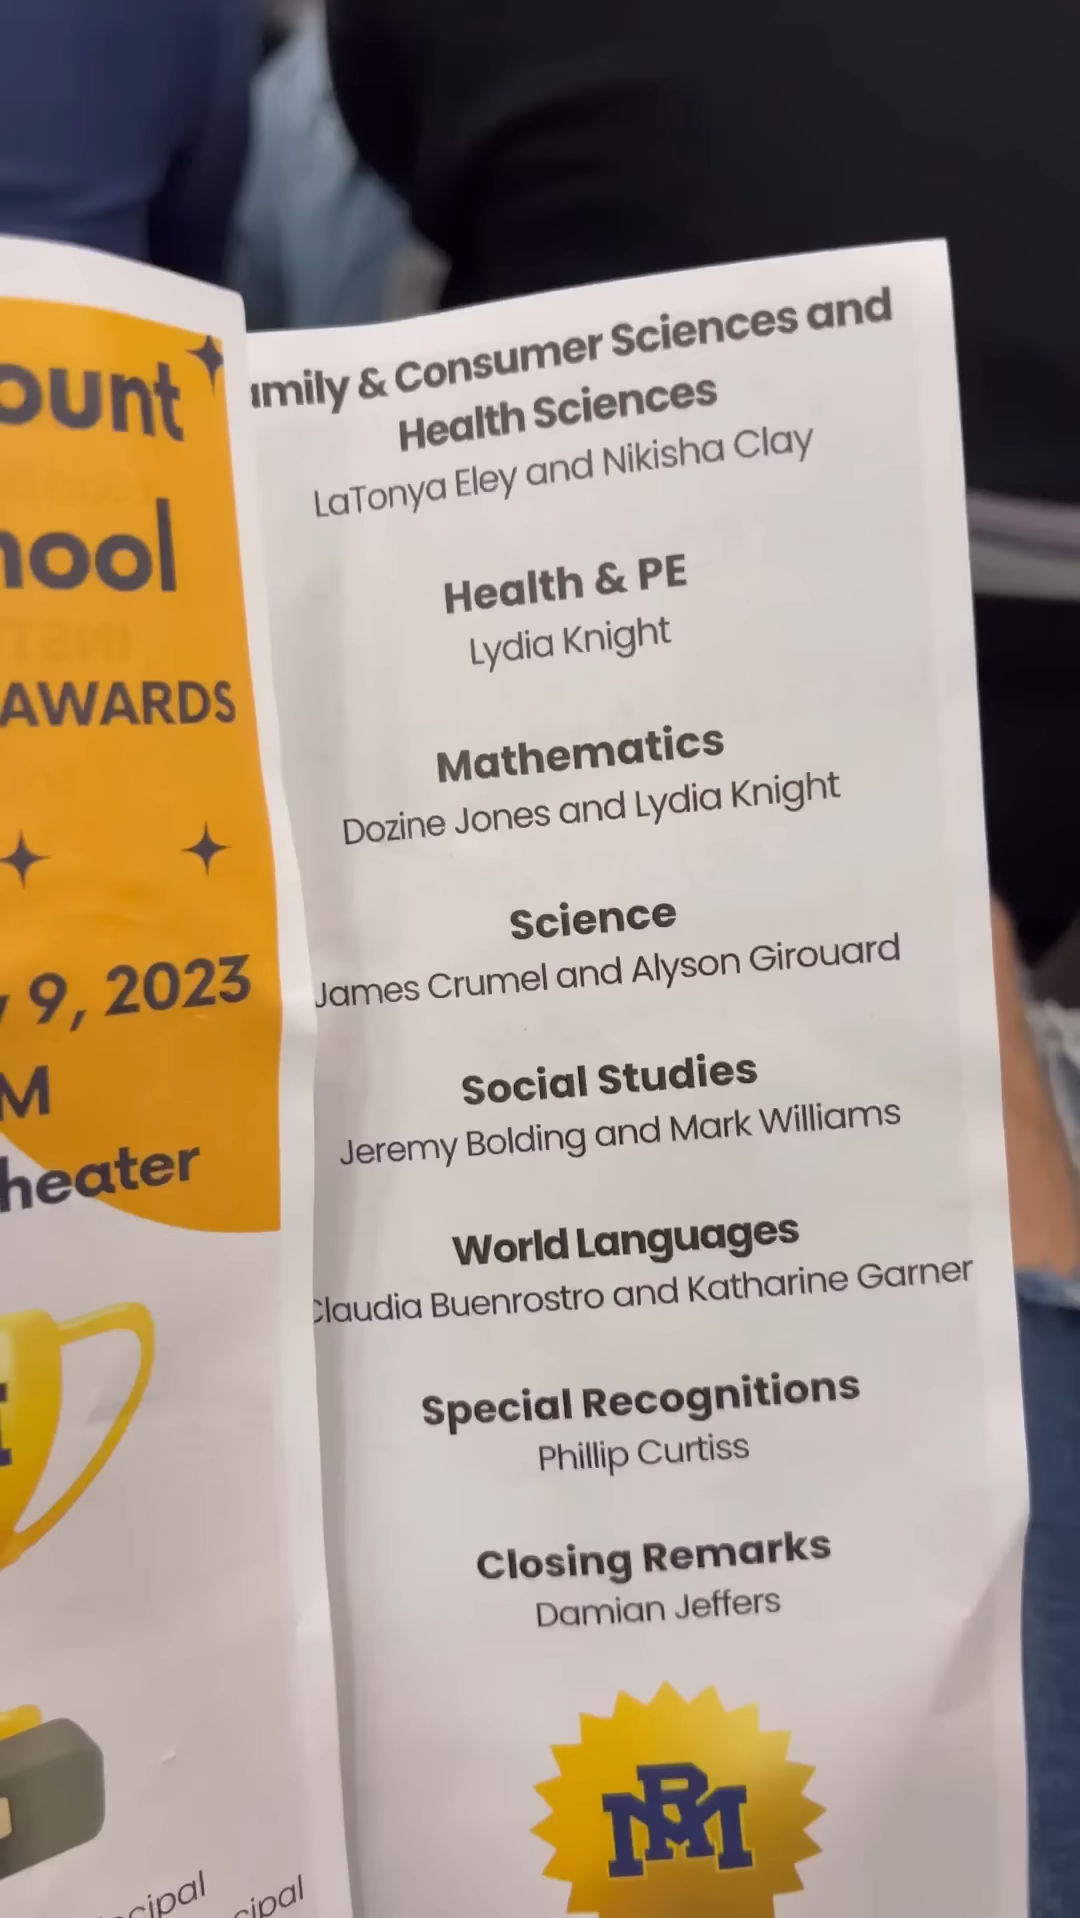 ount
hool
AWARDS
9, 2023
M
heater
cipal
cipal
amily & Consumer Sciences and
Health Sciences
LaTonya Eley and Nikisha Clay
Health & PE
Lydia Knight
Mathematics
Dozine Jones and Lydia Knight
Science
James Crumel and Alyson Girouard
Social Studies
Jeremy Bolding and Mark Williams
World Languages
Claudia Buenrostro and Katharine Garner
Special Recognitions
Phillip Curtiss
Closing Remarks
Damian Jeffers
RM